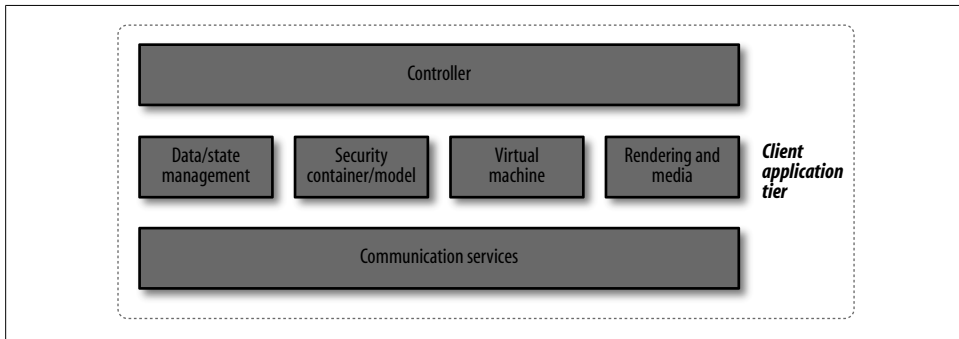 Controller
Data/state
management
Security
container/model
Virtual
machine
Rendering and
media
Client
application
tier
Communication services